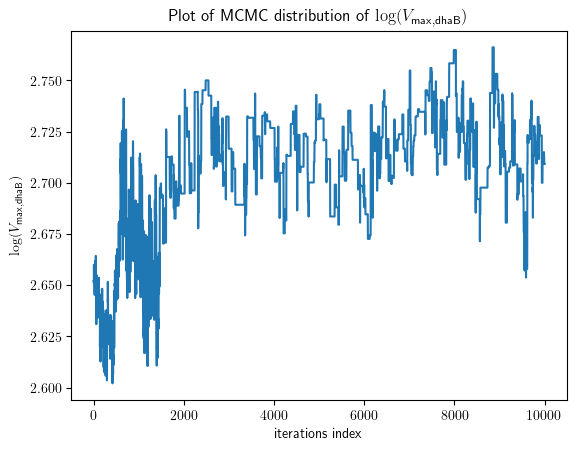 Plot of MCMC distribution of log(V_max,dhaB)
log(V_max,dhaB)
2.750
2.725
2.700
2.675
2.650
2.625
2.600
0 2000 4000 6000 8000 10000
iterations index